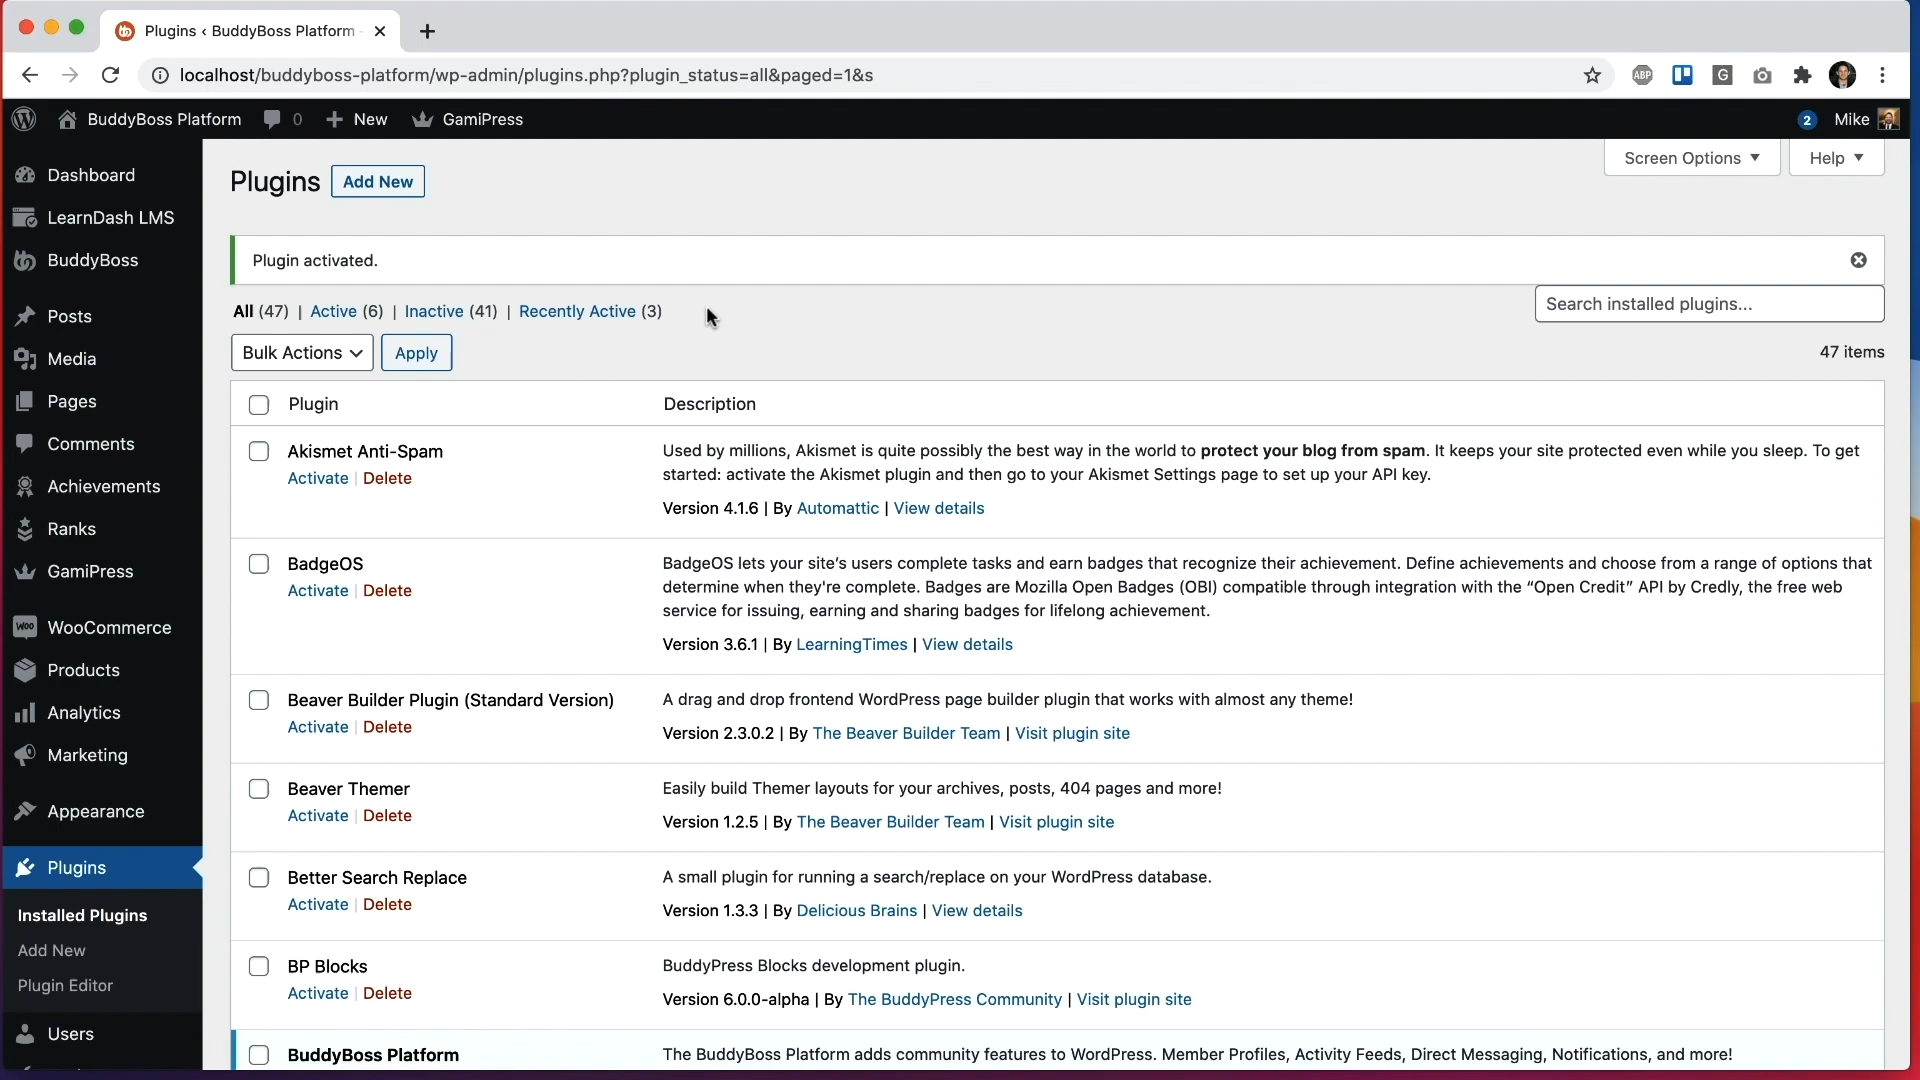 Plugins ‹ BuddyBoss Platform
localhost/buddyboss-platform/wp-admin/plugins.php?plugin_status=all&paged=1&s
ABP
G
BuddyBoss Platform
0
New
GamiPress
2
Mike
Dashboard
LearnDash LMS
BuddyBoss
Posts
Media
Pages
Comments
Achievements
Ranks
GamiPress
Woo
WooCommerce
Products
Analytics
Marketing
Appearance
Plugins
Installed Plugins
Add New
Plugin Editor
Users
Screen Options
Help
Plugins
Add New
Plugin activated.
All (47) | Active (6) | Inactive (41) | Recently Active (3)
Search installed plugins...
Bulk Actions
Apply
47 items
Plugin
Description
Akismet Anti-Spam
Activate | Delete
Used by millions, Akismet is quite possibly the best way in the world to protect your blog from spam. It keeps your site protected even while you sleep. To get
started: activate the Akismet plugin and then go to your Akismet Settings page to set up your API key.
Version 4.1.6 | By Automattic | View details
BadgeOS
Activate | Delete
BadgeOS lets your site’s users complete tasks and earn badges that recognize their achievement. Define achievements and choose from a range of options that
determine when they're complete. Badges are Mozilla Open Badges (OBI) compatible through integration with the “Open Credit” API by Credly, the free web
service for issuing, earning and sharing badges for lifelong achievement.
Version 3.6.1 | By LearningTimes | View details
Beaver Builder Plugin (Standard Version)
Activate | Delete
A drag and drop frontend WordPress page builder plugin that works with almost any theme!
Version 2.3.0.2 | By The Beaver Builder Team | Visit plugin site
Beaver Themer
Activate | Delete
Easily build Themer layouts for your archives, posts, 404 pages and more!
Version 1.2.5 | By The Beaver Builder Team | Visit plugin site
Better Search Replace
Activate | Delete
A small plugin for running a search/replace on your WordPress database.
Version 1.3.3 | By Delicious Brains | View details
BP Blocks
Activate | Delete
BuddyPress Blocks development plugin.
Version 6.0.0-alpha | By The BuddyPress Community | Visit plugin site
BuddyBoss Platform
The BuddyBoss Platform adds community features to WordPress. Member Profiles, Activity Feeds, Direct Messaging, Notifications, and more!